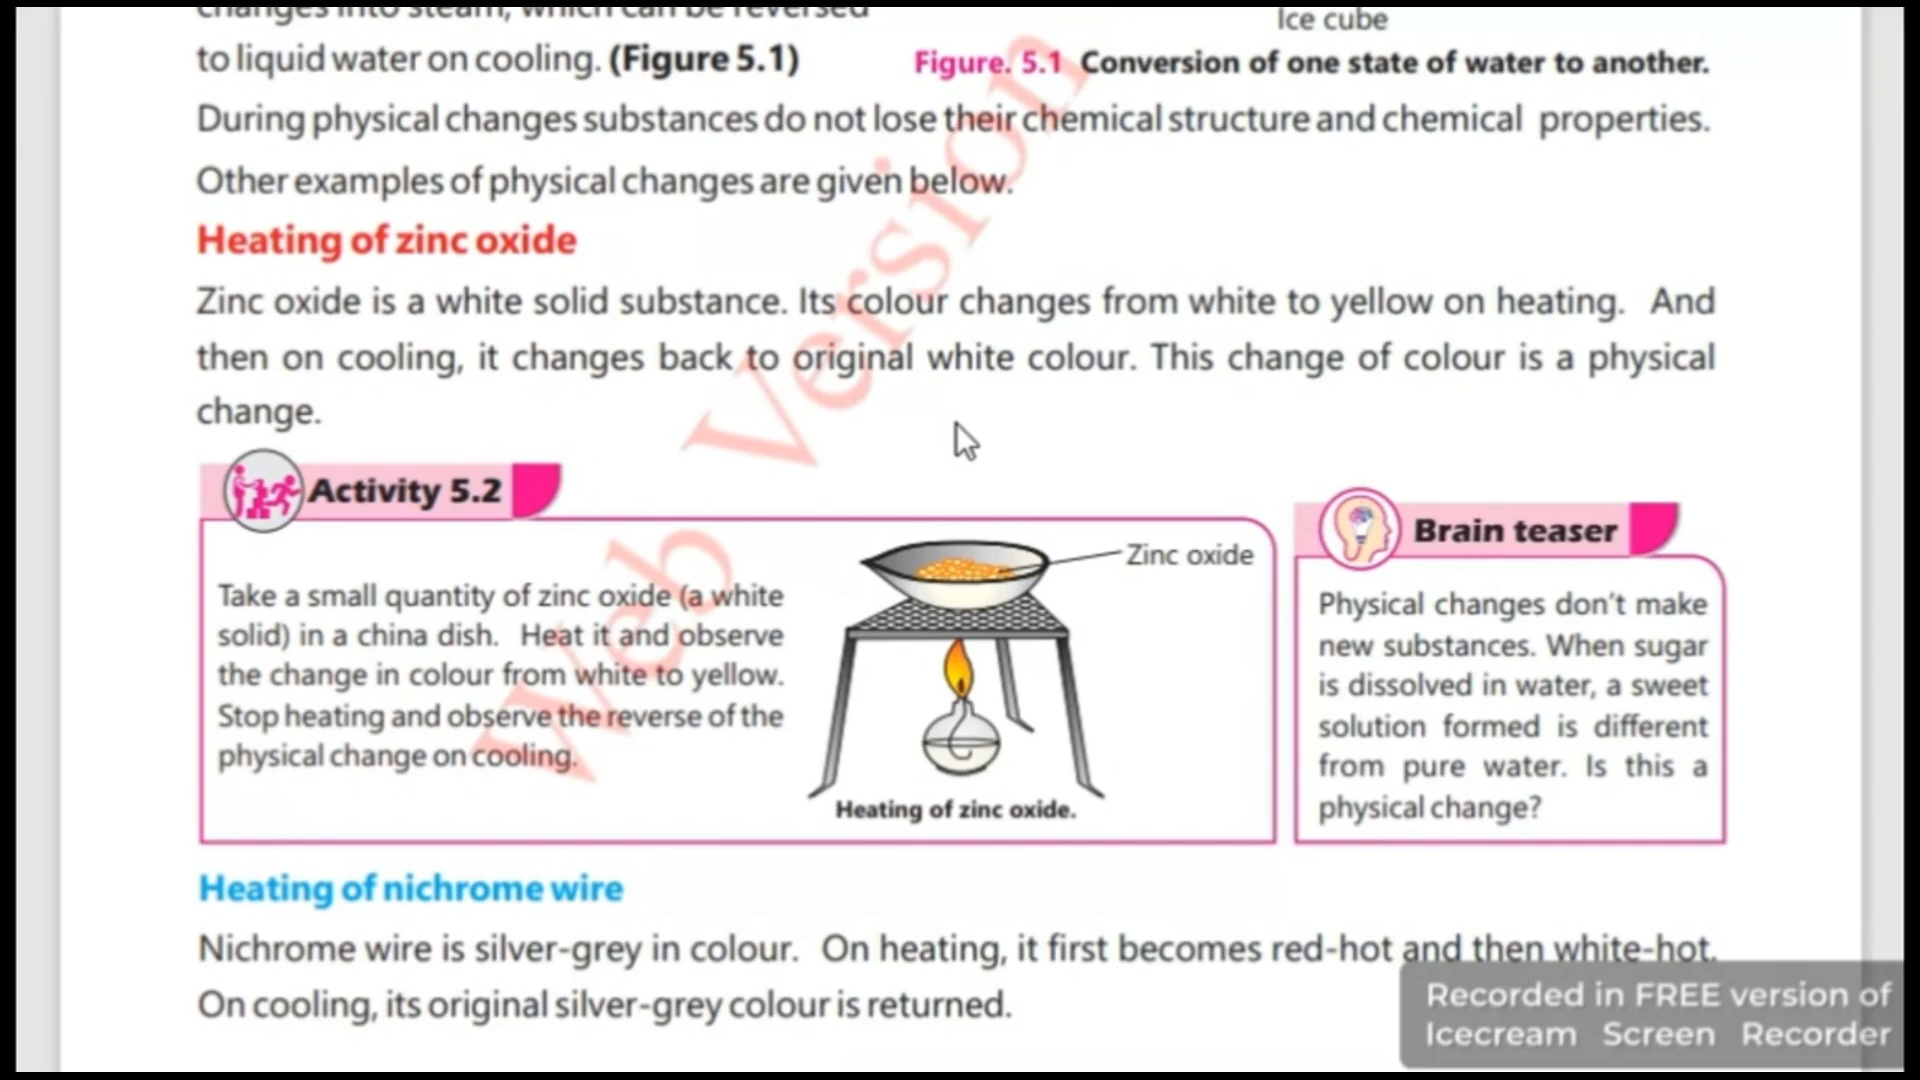 changes into steam, which can be reversed
to liquid water on cooling. (Figure 5.1)
Ice cube
Figure. 5.1 Conversion of one state of water to another.
During physical changes substances do not lose their chemical structure and chemical properties.
Other examples of physical changes are given below.
Heating of zinc oxide
Zinc oxide is a white solid substance. Its colour changes from white to yellow on heating. And
then on cooling, it changes back to original white colour. This change of colour is a physical
change.
Activity 5.2
Take a small quantity of zinc oxide (a white
solid) in a china dish. Heat it and observe
the change in colour from white to yellow.
Stop heating and observe the reverse of the
physical change on cooling.
Zinc oxide
Heating of zinc oxide.
Brain teaser
Physical changes don't make
new substances. When sugar
is dissolved in water, a sweet
solution formed is different
from pure water. Is this a
physical change?
Heating of nichrome wire
Nichrome wire is silver-grey in colour. On heating, it first becomes red-hot and then white-hot.
On cooling, its original silver-grey colour is returned.
Web Version
Recorded in FREE version of
Icecream Screen Recorder